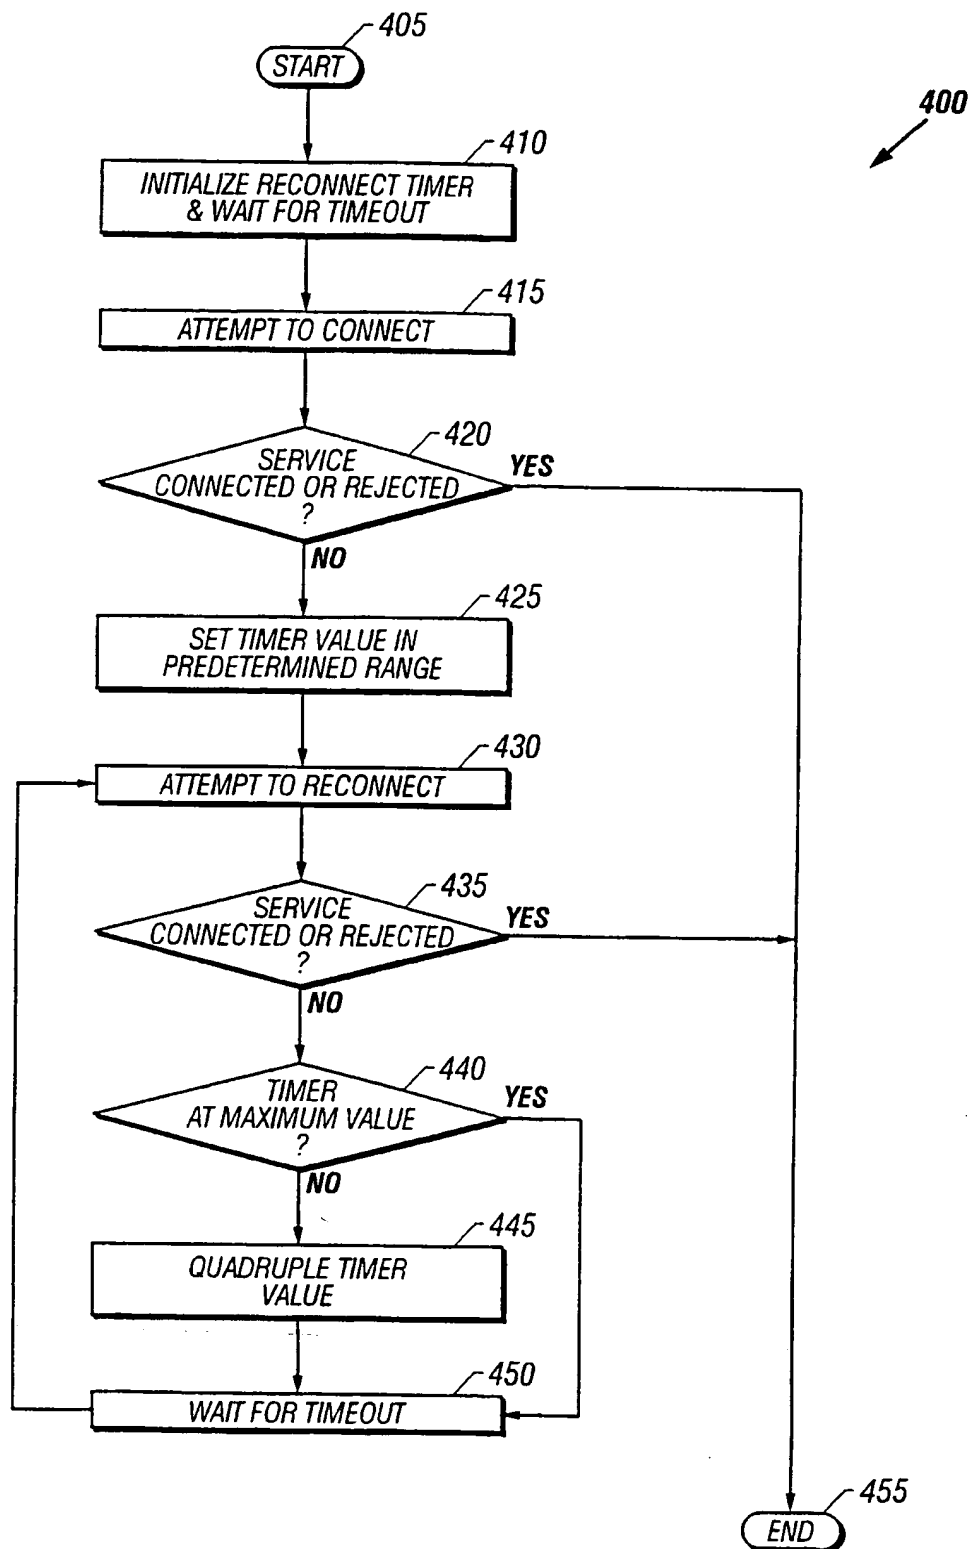 405
START
400
410
INITIALIZE RECONNECT TIMER
& WAIT FOR TIMEOUT
415
ATTEMPT TO CONNECT
420
SERVICE
CONNECTED OR REJECTED
?
YES
NO
425
SET TIMER VALUE IN
PREDETERMINED RANGE
430
ATTEMPT TO RECONNECT
435
SERVICE
CONNECTED OR REJECTED
?
YES
NO
440
TIMER
AT MAXIMUM VALUE
?
YES
NO
445
QUADRUPLE TIMER
VALUE
450
WAIT FOR TIMEOUT
455
END